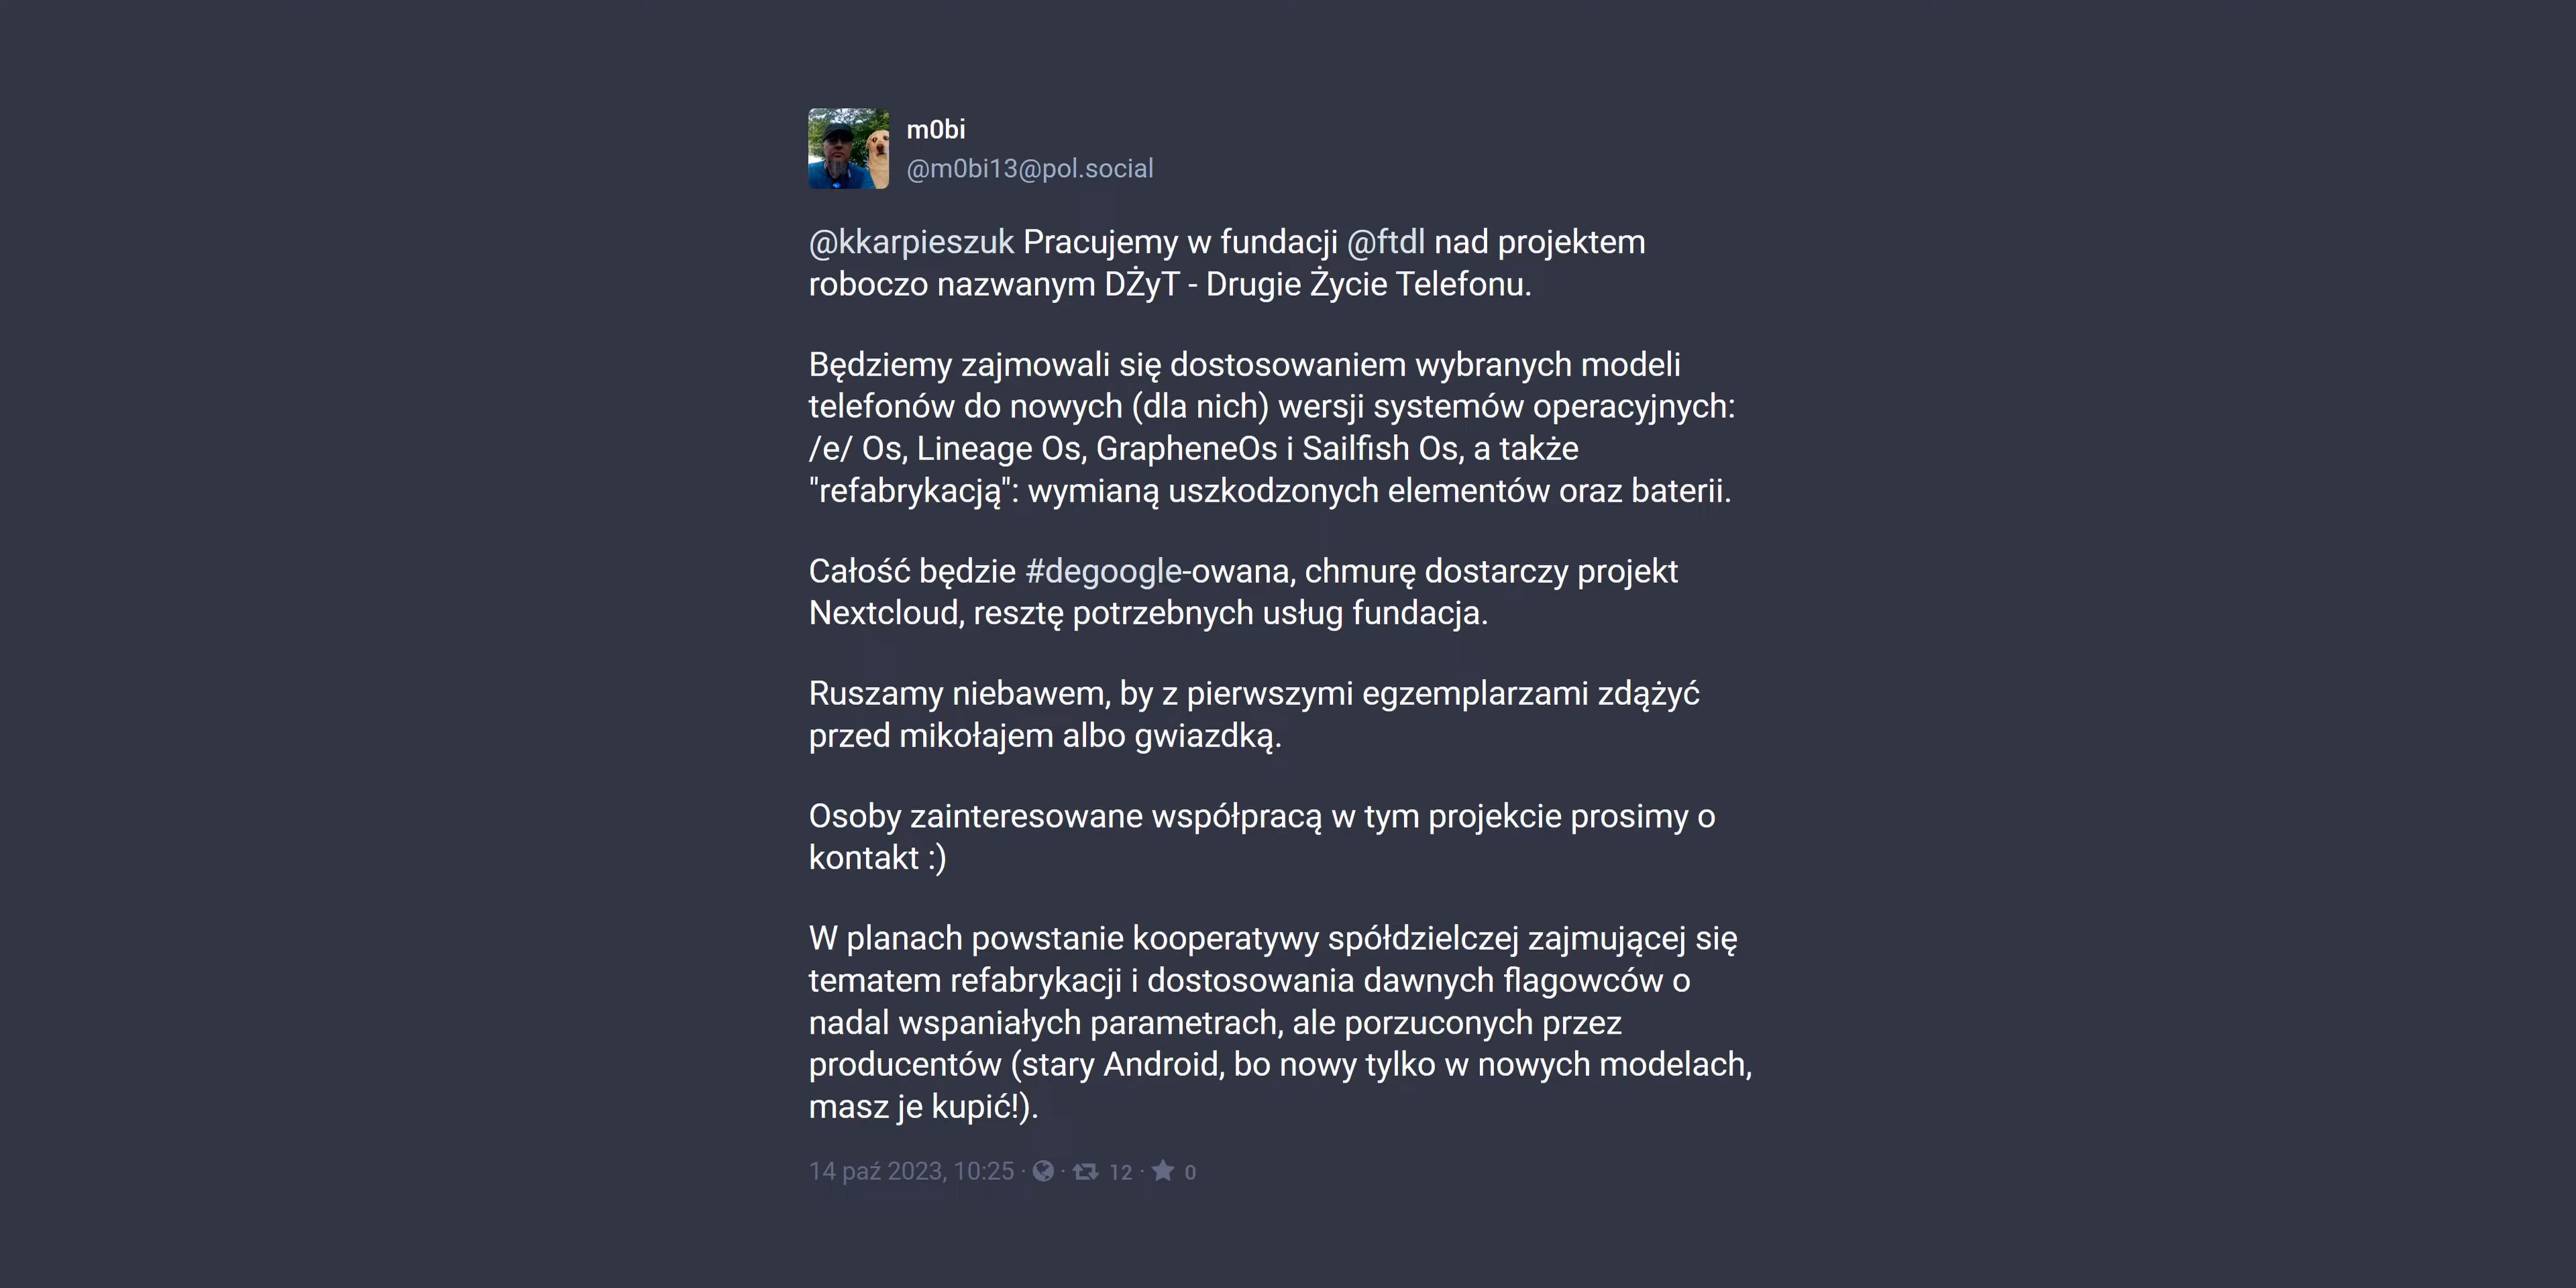 m0bi
@m0bi13@pol.social
@kkarpieszuk Pracujemy w fundacji @ftdl nad projektem
roboczo nazwanym DŻyT - Drugie Życie Telefonu.
Będziemy zajmowali się dostosowaniem wybranych modeli
telefonów do nowych (dla nich) wersji systemów operacyjnych:
/e/ Os, Lineage Os, GrapheneOs i Sailfish Os, a także
"refabrykacją": wymianą uszkodzonych elementów oraz baterii.
Całość będzie #degoogle-owana, chmurę dostarczy projekt
Nextcloud, resztę potrzebnych usług fundacja.
Ruszamy niebawem, by z pierwszymi egzemplarzami zdążyć
przed mikołajem albo gwiazdką.
Osoby zainteresowane współpracą w tym projekcie prosimy o
kontakt :)
W planach powstanie kooperatywy spółdzielczej zajmującej się
tematem refabrykacji i dostosowania dawnych flagowców o
nadal wspaniałych parametrach, ale porzuconych przez
producentów (stary Android, bo nowy tylko w nowych modelach,
masz je kupić!).
14 paź 2023, 10:25 · · 12 · 0